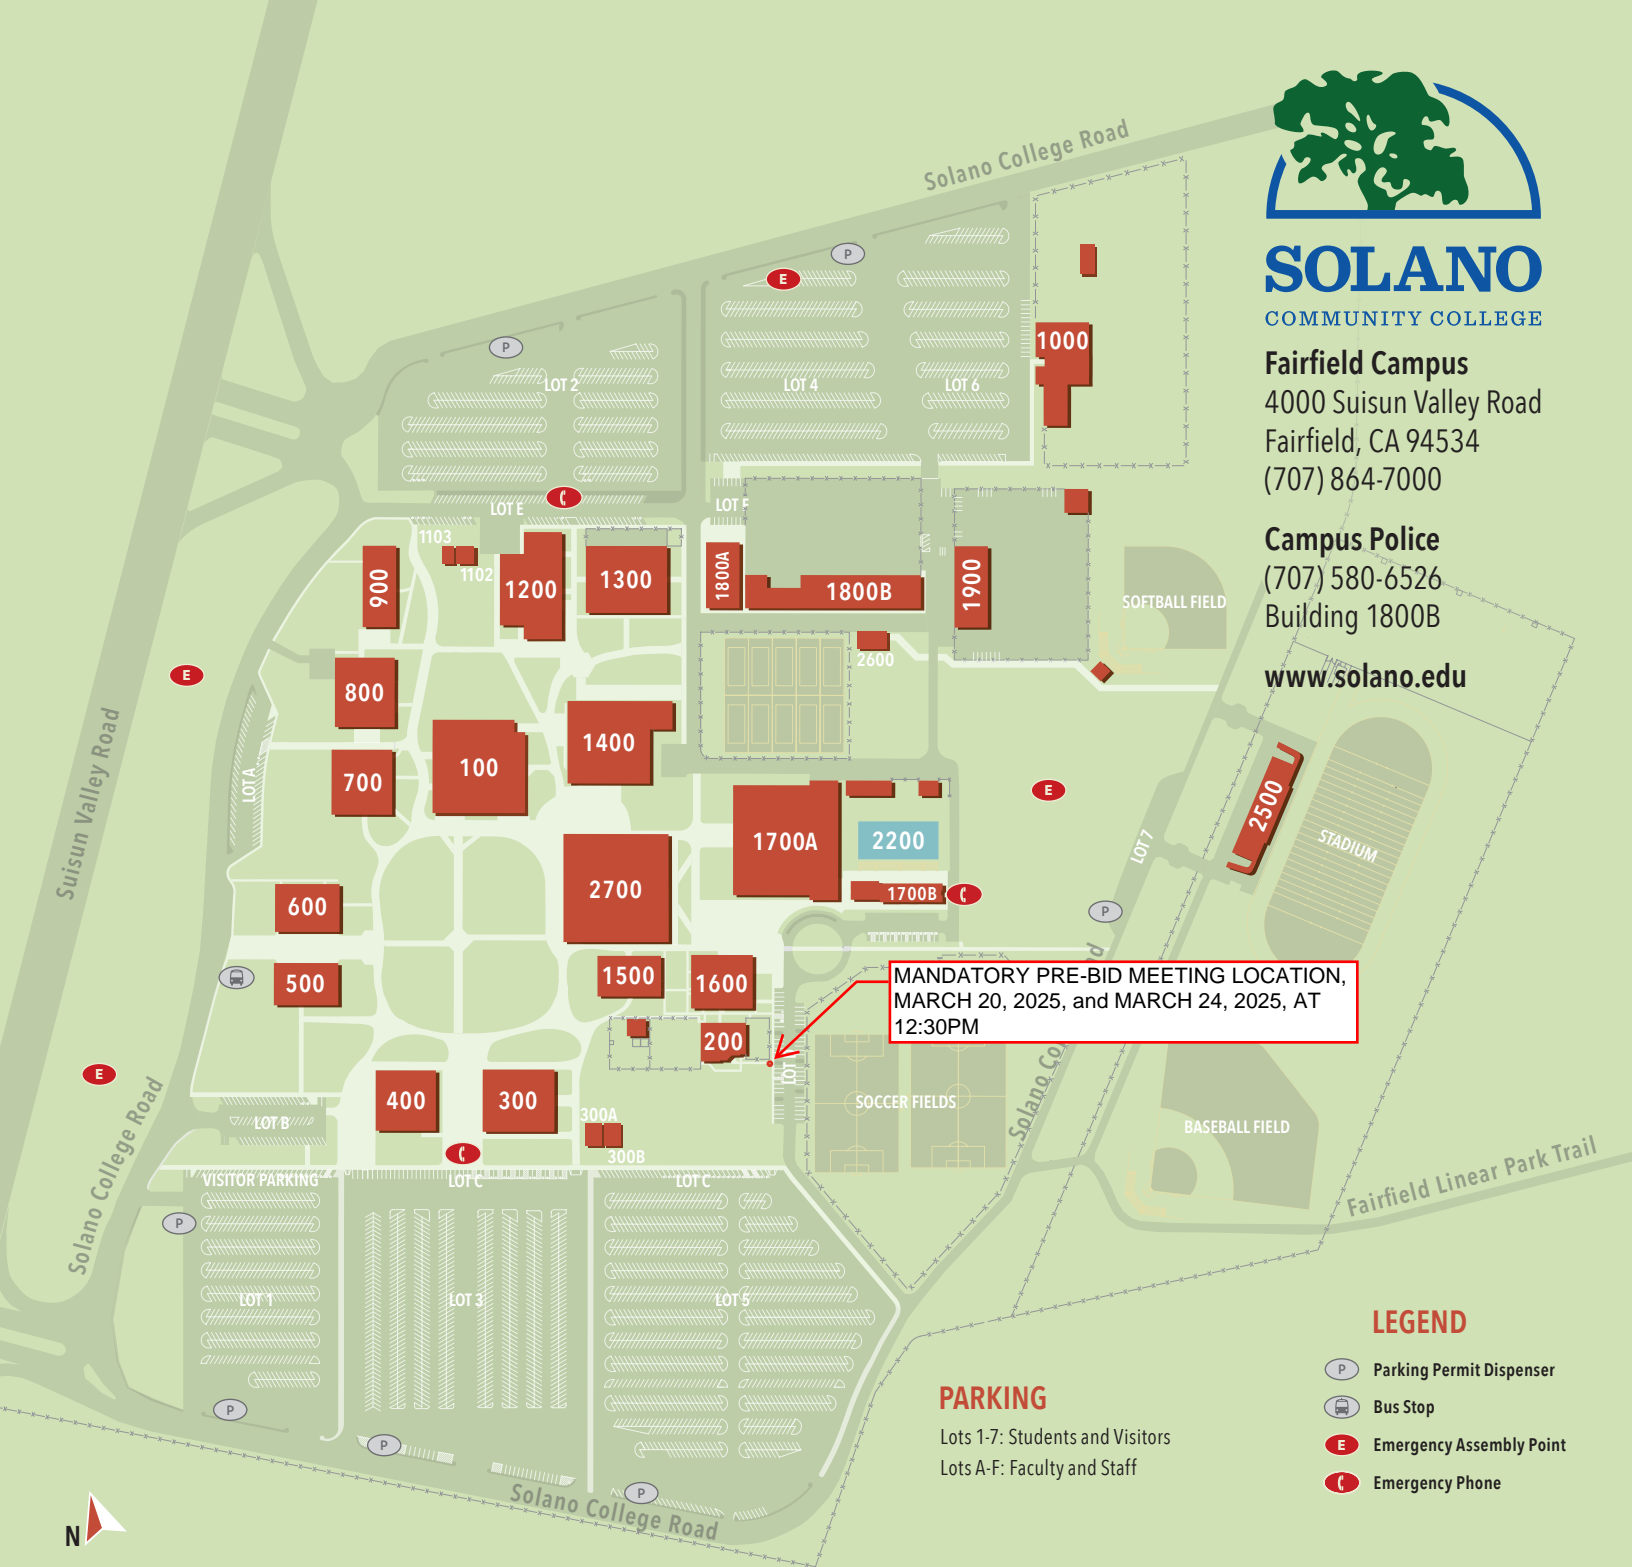 Solano College Road
SOLANO
COMMUNITY COLLEGE
Fairfield Campus
4000 Suisun Valley Road
Fairfield, CA 94534
(707) 864-7000
Campus Police
(707) 580-6526
Building 1800B
www.solano.edu
E
P
P
1000
LOT 2
LOT 4
LOT 6
LOT E
LOT F
1103
1102
900
1200
1300
1800A
1800B
1900
SOFTBALL FIELD
2600
E
800
1400
100
700
LOT A
Suisun Valley Road
1700A
2200
E
2500
STADIUM
LOT 7
2700
1700B
600
P
500
1500
1600
MANDATORY PRE-BID MEETING LOCATION,
MARCH 20, 2025, and MARCH 24, 2025, AT
12:30PM
200
LOT
E
400
300
300A
300B
SOCCER FIELDS
Solano Co
d
BASEBALL FIELD
LOT B
Solano College Road
VISITOR PARKING
LOT C
LOT C
Fairfield Linear Park Trail
P
LOT 1
LOT 3
LOT 5
P
P
P
Solano College Road
N
PARKING
Lots 1-7: Students and Visitors
Lots A-F: Faculty and Staff
LEGEND
P Parking Permit Dispenser
Bus Stop
E Emergency Assembly Point
Emergency Phone